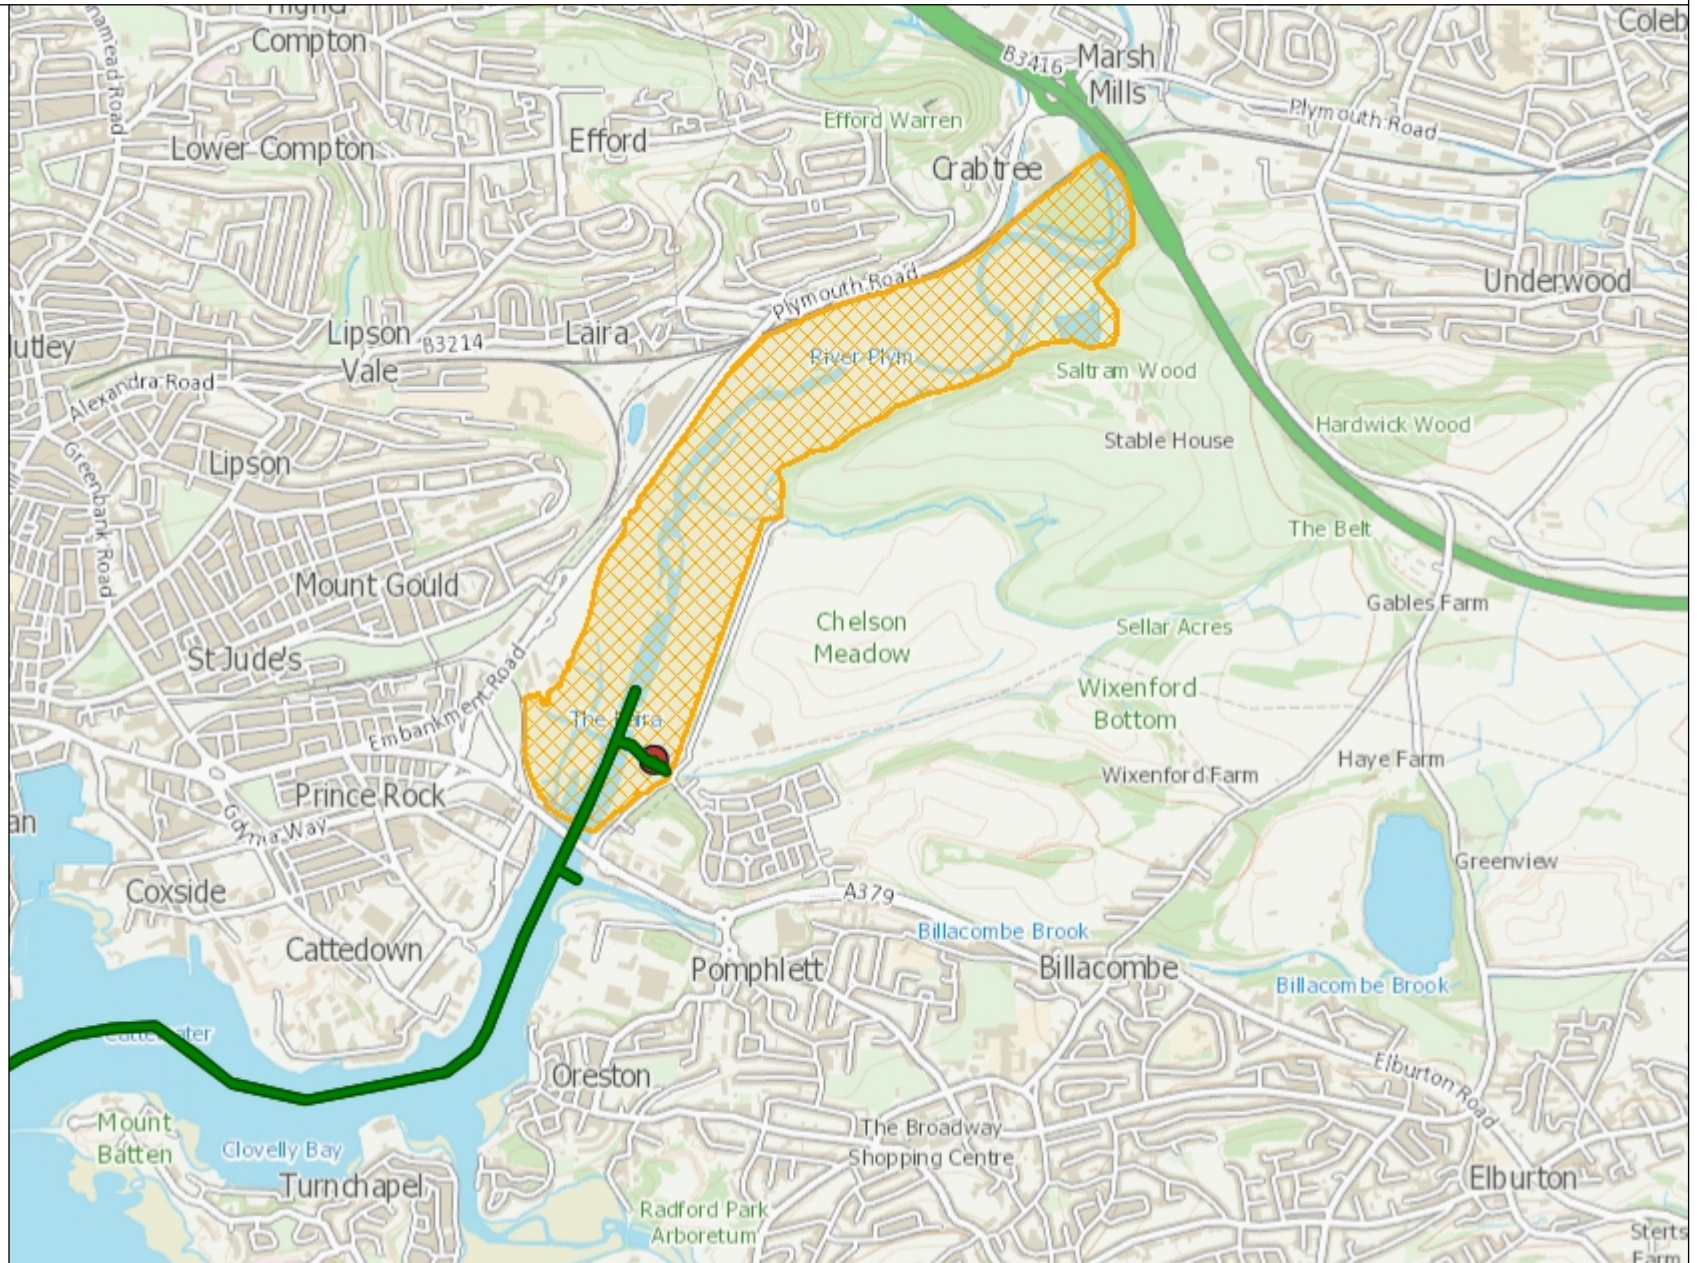 Higher
Compton
Coleb
B3416
Marsh
Mills
Plymouth Road
Efford Warren
Efford
Lower Compton
Crabtree
Underwood
Plymouth Road
Lipson
Vale
B3214
Laira
River Plym
Saltram Wood
Alexandra Road
Stable House
Hardwick Wood
Lipson
Greenbank Road
The Belt
Mount Gould
Gables Farm
Chelson
Meadow
Sellar Acres
St Jude's
Embankment Road
The Laira
Wixenford
Bottom
Haye Farm
Wixenford Farm
Prince Rock
Gdynia Way
an
Greenview
Coxside
A379
Billacombe Brook
Cattedown
Pomphlett
Billacombe
Billacombe Brook
Cattewater
Oreston
Elburton Road
Mount
Batten
Clovelly Bay
The Broadway
Shopping Centre
Turnchapel
Elburton
Radford Park
Arboretum
Sterts
Farm